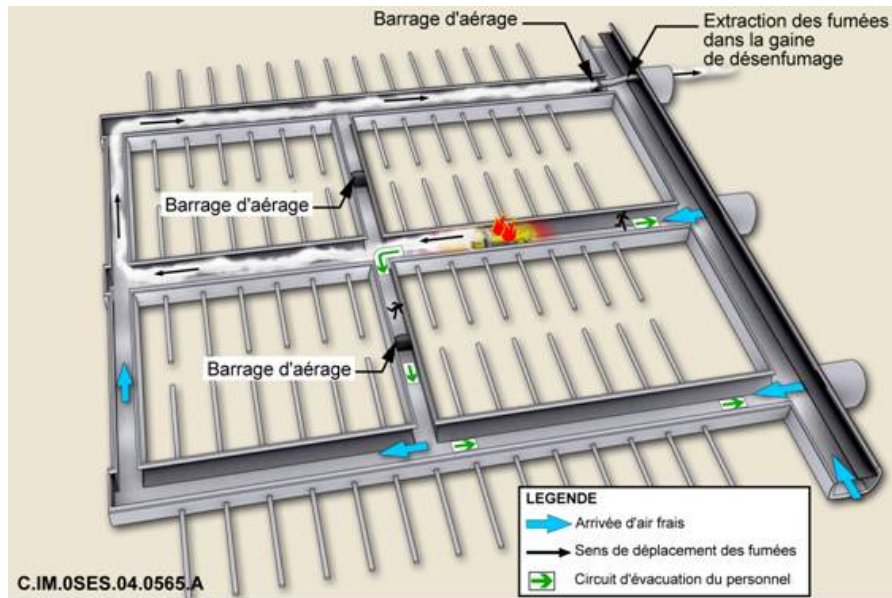 Barrage d'aérage
Extraction des fumées
dans la gaine
de désenfumage
Barrage d'aérage
Barrage d'aérage
LEGENDE
Arrivée d'air frais
Sens de déplacement des fumées
Circuit d'évacuation du personnel
C.IM.0SES.04.0565.A